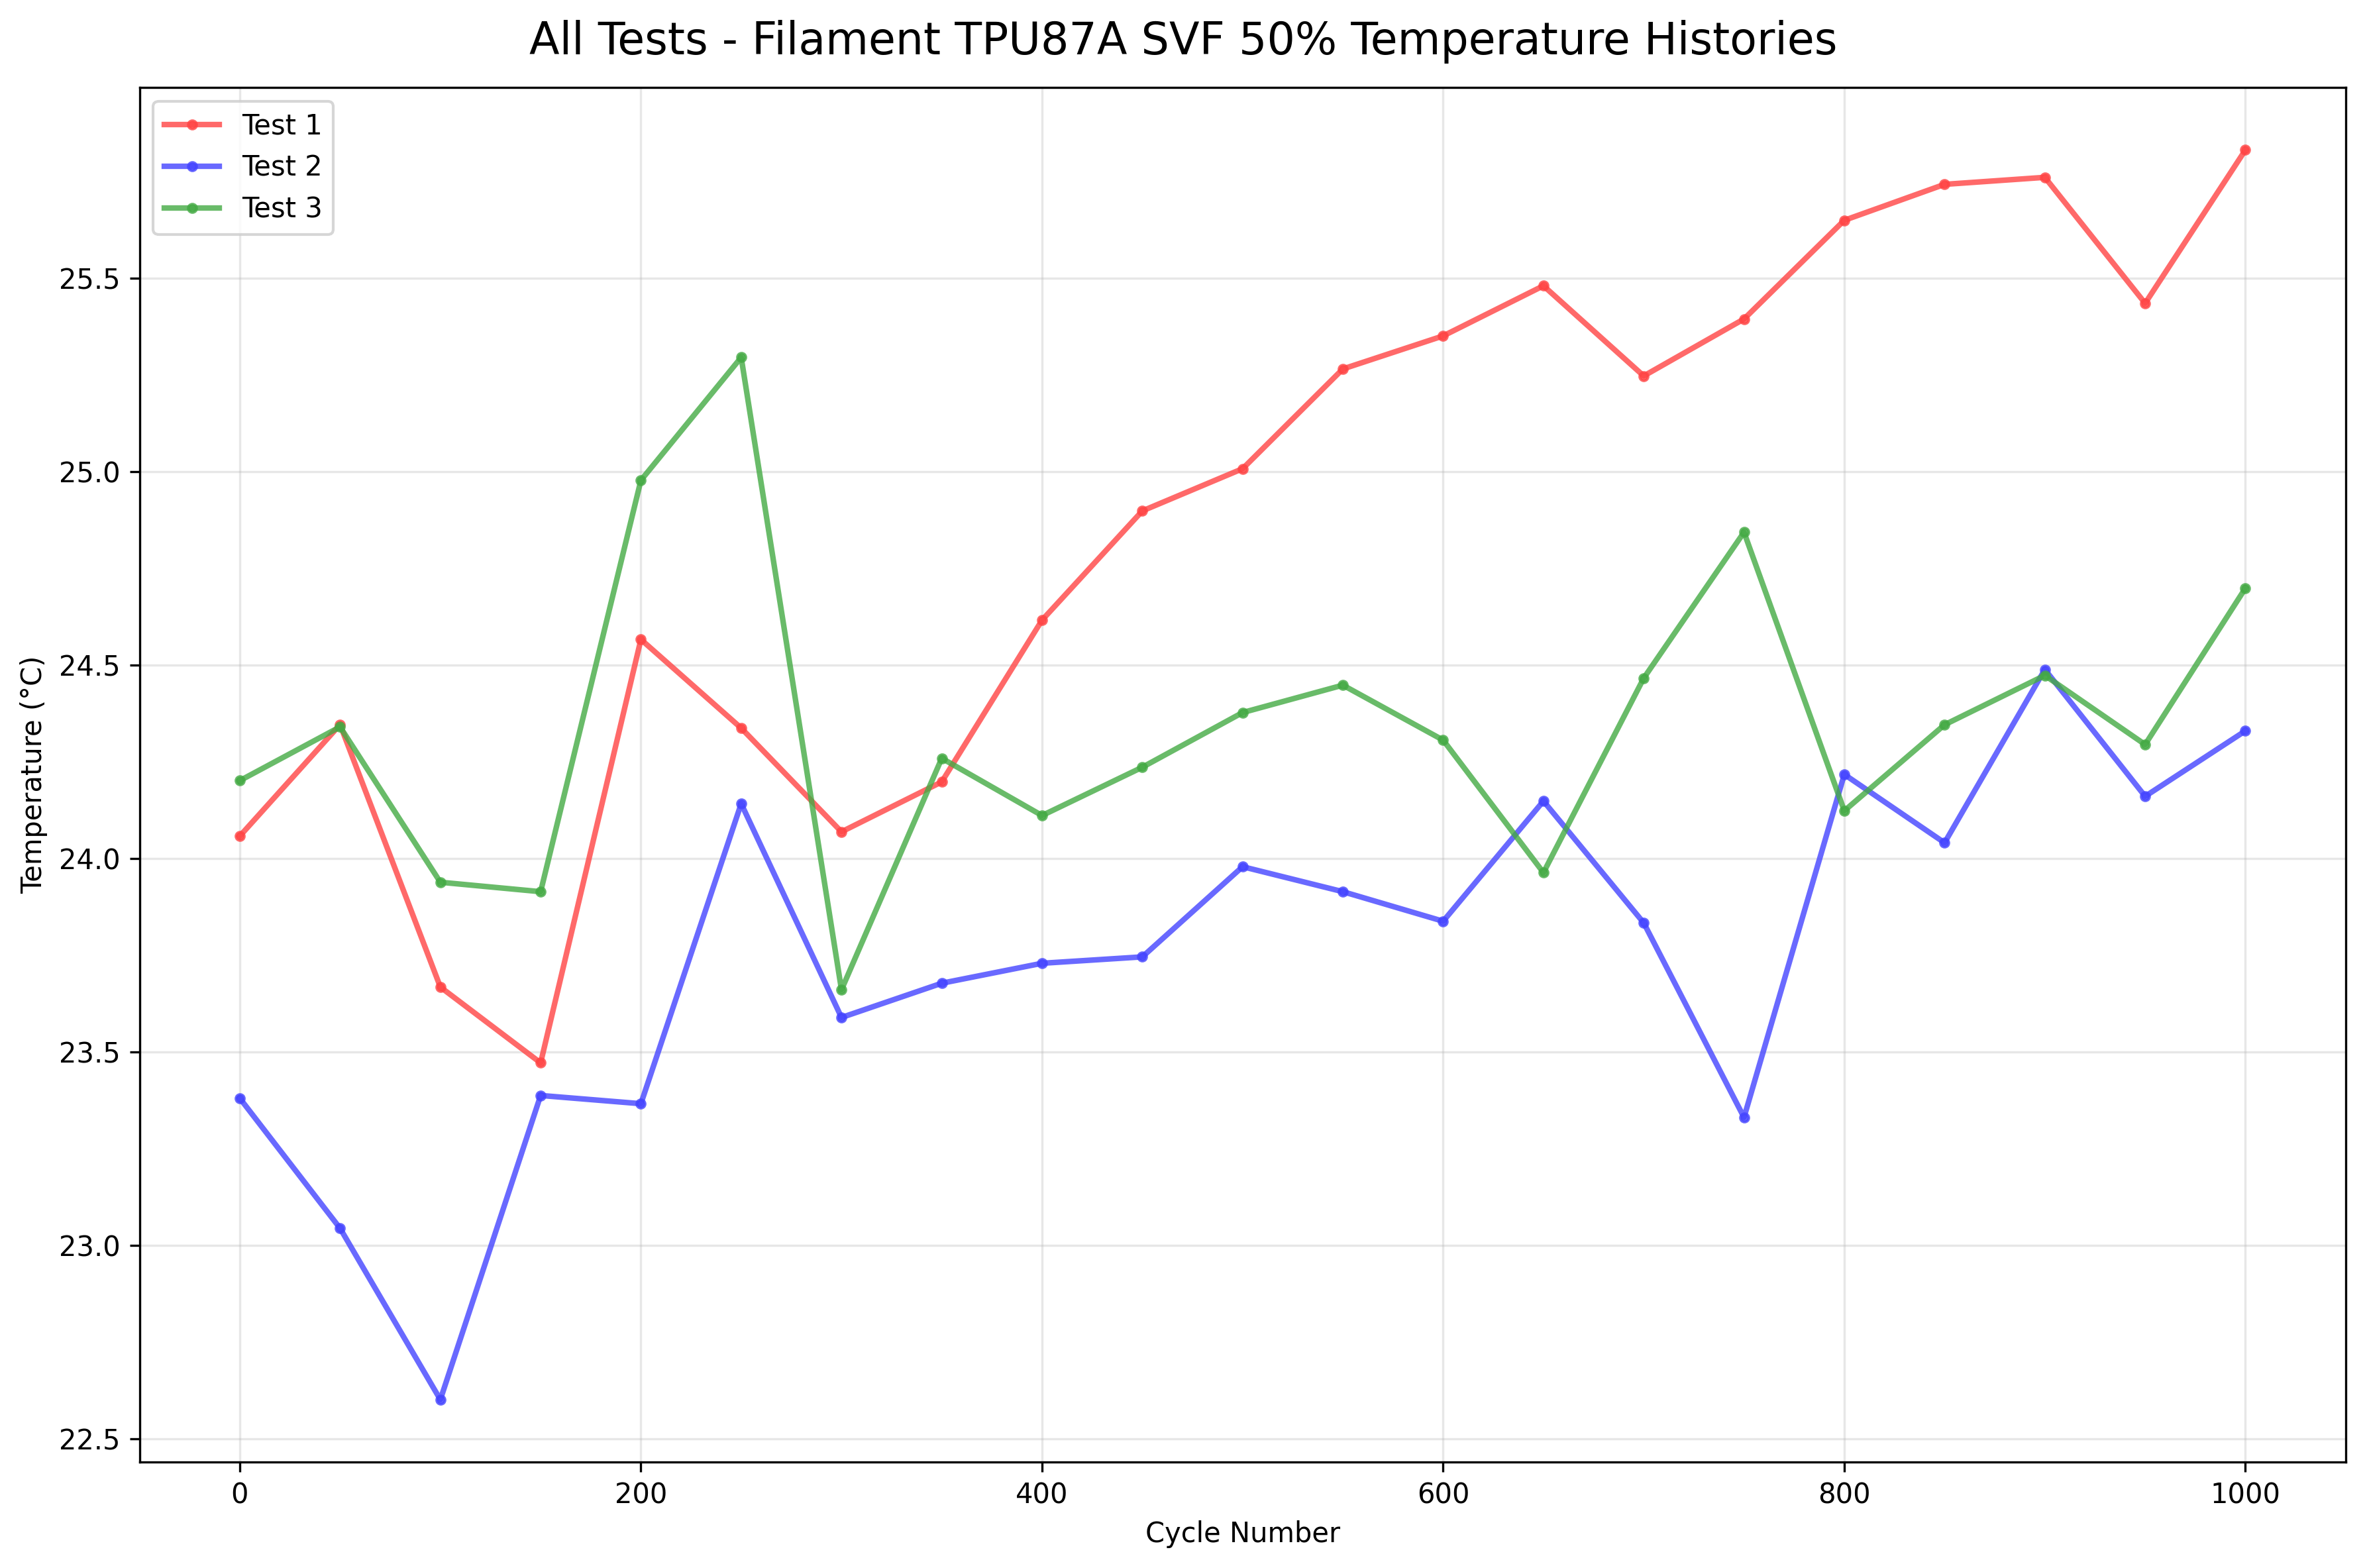 All Tests - Filament TPU87A SVF 50% Temperature Histories
Test 1
Test 2
Test 3
Temperature (°C)
25.5
25.0
24.5
24.0
23.5
23.0
22.5
0 200 400 600 800 1000
Cycle Number